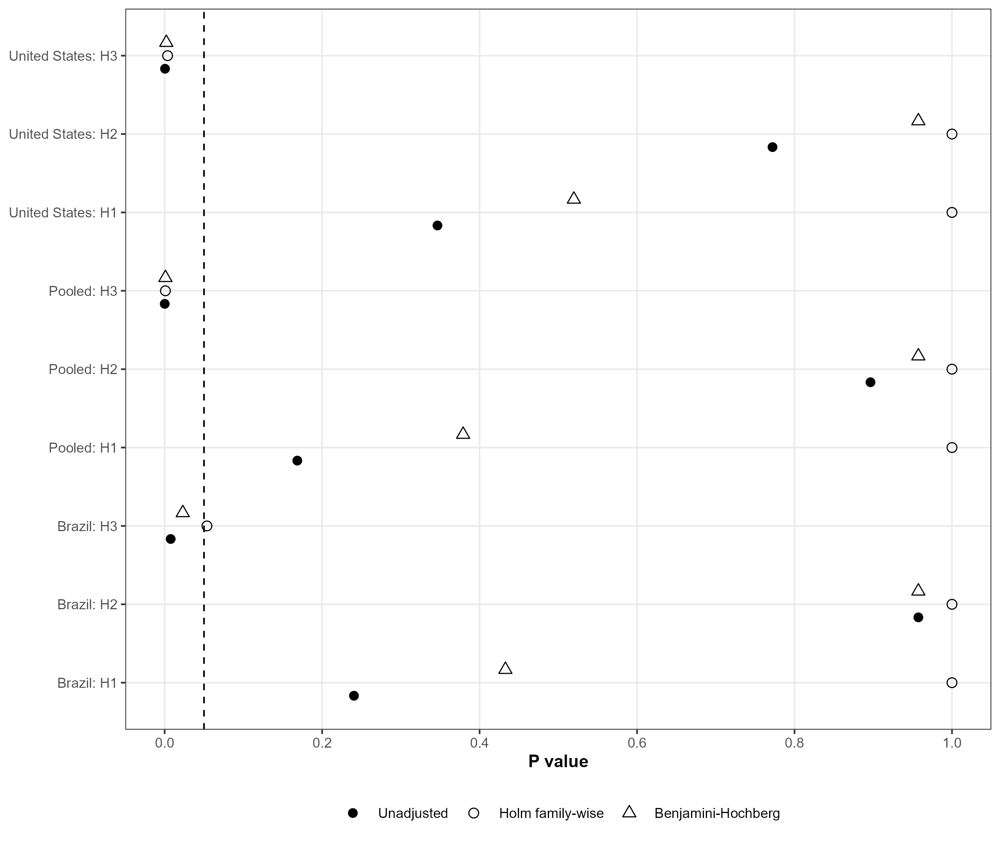 United States: H3
United States: H2
United States: H1
Pooled: H3
Pooled: H2
Pooled: H1
Brazil: H3
Brazil: H2
Brazil: H1
0.0 0.2 0.4 0.6 0.8 1.0
P value
Unadjusted Holm family-wise Benjamini-Hochberg